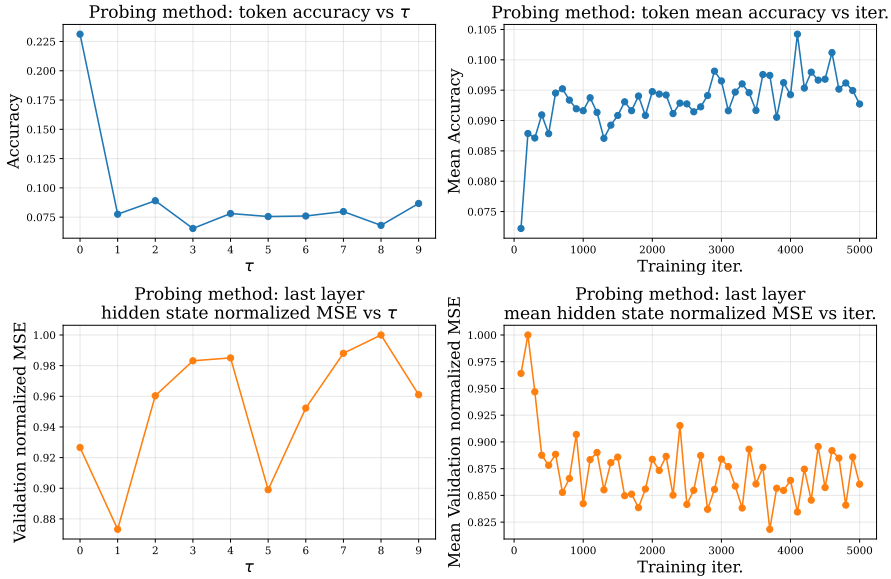 Probing method: token accuracy vs τ
Accuracy
0.225
0.200
0.175
0.150
0.125
0.100
0.075
0 1 2 3 4 5 6 7 8 9
τ
Probing method: token mean accuracy vs iter.
Mean Accuracy
0.105
0.100
0.095
0.090
0.085
0.080
0.075
0 1000 2000 3000 4000 5000
Training iter.
Probing method: last layer
hidden state normalized MSE vs τ
Validation normalized MSE
1.00
0.98
0.96
0.94
0.92
0.90
0.88
0 1 2 3 4 5 6 7 8 9
τ
Probing method: last layer
mean hidden state normalized MSE vs iter.
Mean Validation normalized MSE
1.000
0.975
0.950
0.925
0.900
0.875
0.850
0.825
0 1000 2000 3000 4000 5000
Training iter.